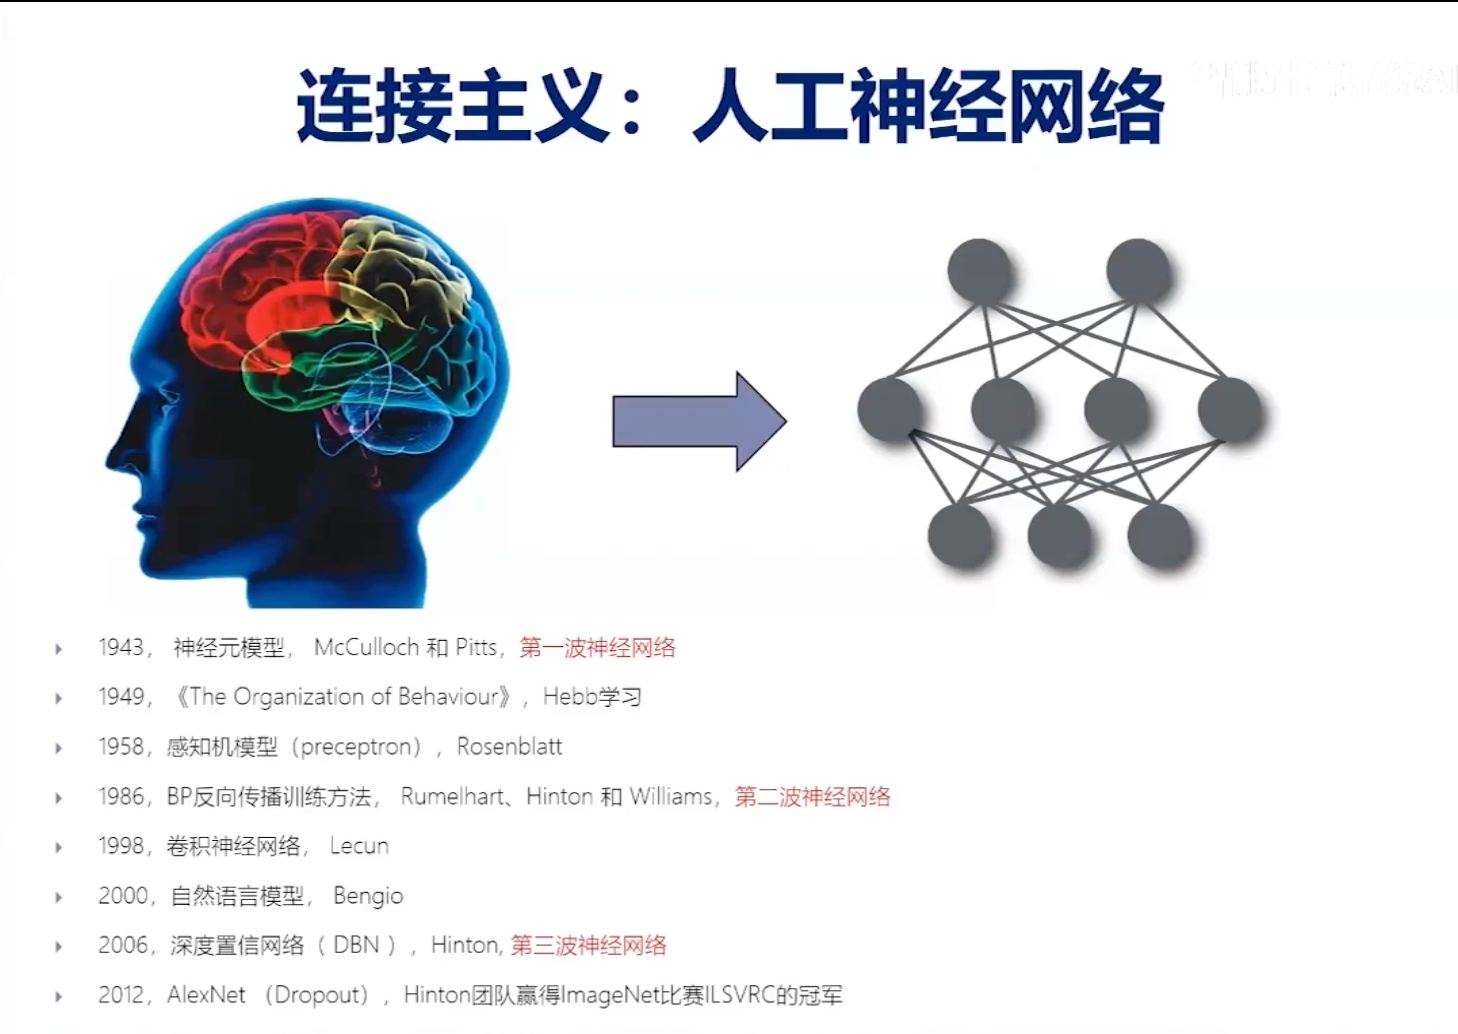 连接主义：人工神经网络
1943， 神经元模型， McCulloch 和 Pitts，第一波神经网络
1949，《The Organization of Behaviour》，Hebb学习
1958，感知机模型（preceptron），Rosenblatt
1986，BP反向传播训练方法， Rumelhart、Hinton 和 Williams，第二波神经网络
1998，卷积神经网络， Lecun
2000，自然语言模型， Bengio
2006，深度置信网络（ DBN ），Hinton, 第三波神经网络
2012，AlexNet （Dropout），Hinton团队赢得ImageNet比赛ILSVRC的冠军